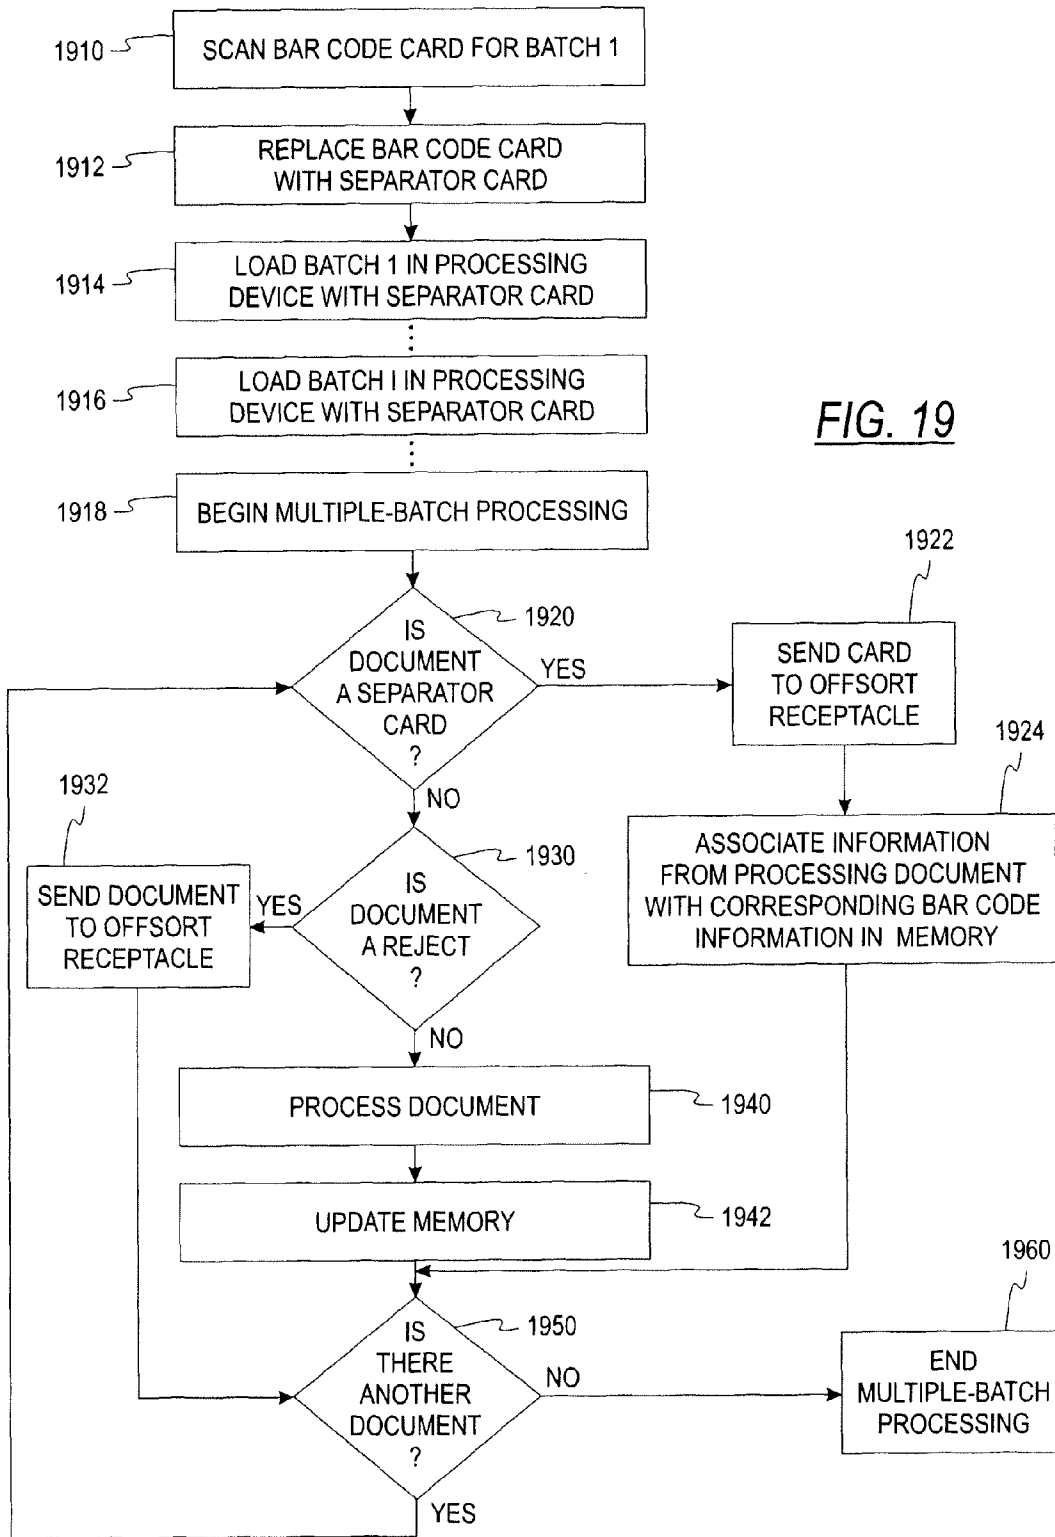 1910
SCAN BAR CODE CARD FOR BATCH 1
1912
REPLACE BAR CODE CARD
WITH SEPARATOR CARD
1914
LOAD BATCH 1 IN PROCESSING
DEVICE WITH SEPARATOR CARD
1916
LOAD BATCH I IN PROCESSING
DEVICE WITH SEPARATOR CARD
FIG. 19
1918
BEGIN MULTIPLE-BATCH PROCESSING
1920
IS
DOCUMENT
A SEPARATOR
CARD
?
YES
NO
1922
SEND CARD
TO OFFSORT
RECEPTACLE
1924
ASSOCIATE INFORMATION
FROM PROCESSING DOCUMENT
WITH CORRESPONDING BAR CODE
INFORMATION IN MEMORY
1930
IS
DOCUMENT
A REJECT
?
YES
NO
1932
SEND DOCUMENT
TO OFFSORT
RECEPTACLE
PROCESS DOCUMENT
1940
UPDATE MEMORY
1942
1950
IS
THERE
ANOTHER
DOCUMENT
?
NO
YES
1960
END
MULTIPLE-BATCH
PROCESSING